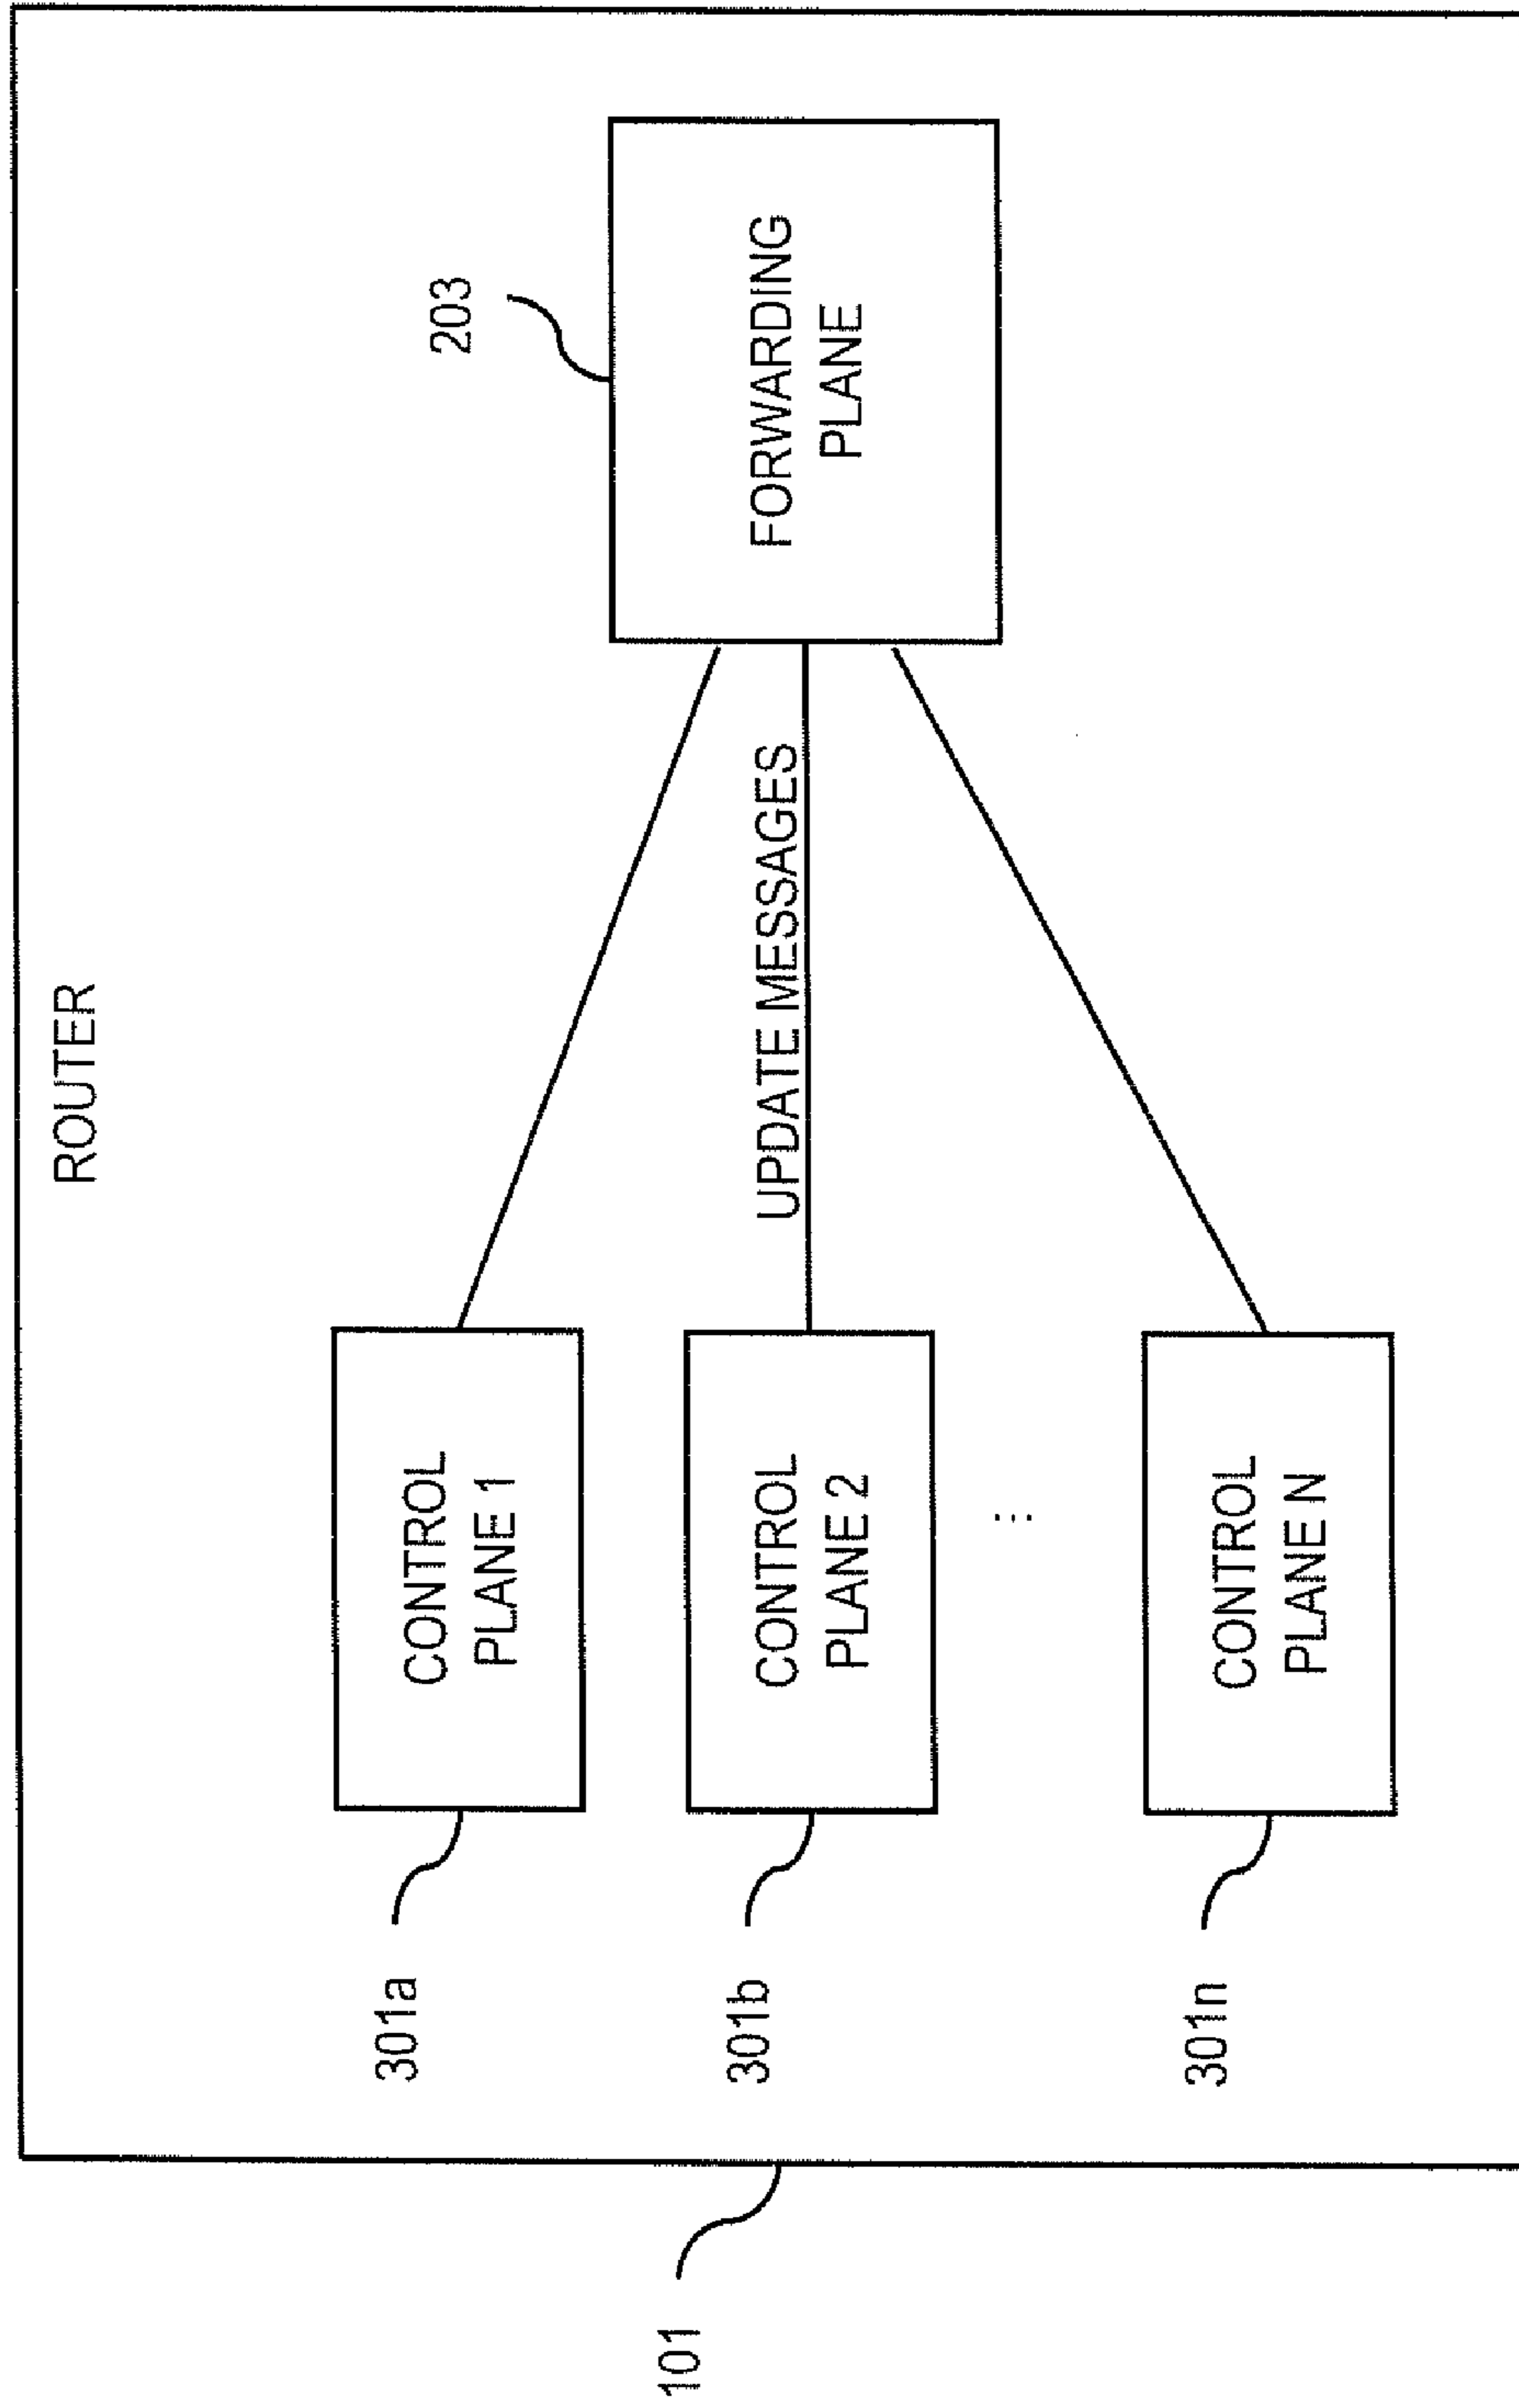 ROUTER
301a
CONTROL
PLANE 1
301b
CONTROL
PLANE 2
...
301n
CONTROL
PLANE N
UPDATE MESSAGES
203
FORWARDING
PLANE
101